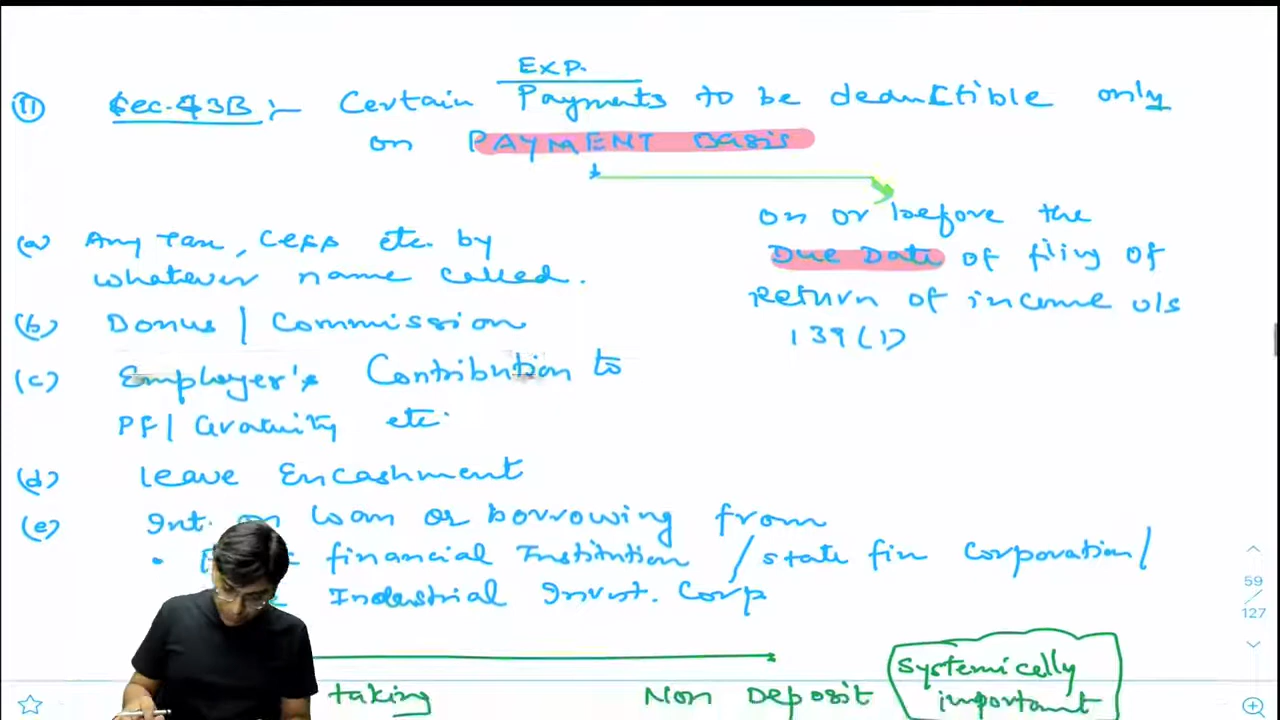 Exp.
(11) Sec. 43B :- Certain Payments to be deductible only
on PAYMENT Basis
on or before the
Due Date of filing of
Return of income u/s
139(1)
(a) Any Tax, Cess etc. by
whatever name called.
(b) Bonus / Commission
(c) Employer's Contribution to
PF / Gratuity etc.
(d) Leave Encashment
(e) Int. on loan or borrowing from
• financial Institution / state fin corporation /
Industrial Invst. Corp
taking Non Deposit
systemically
important
59
127